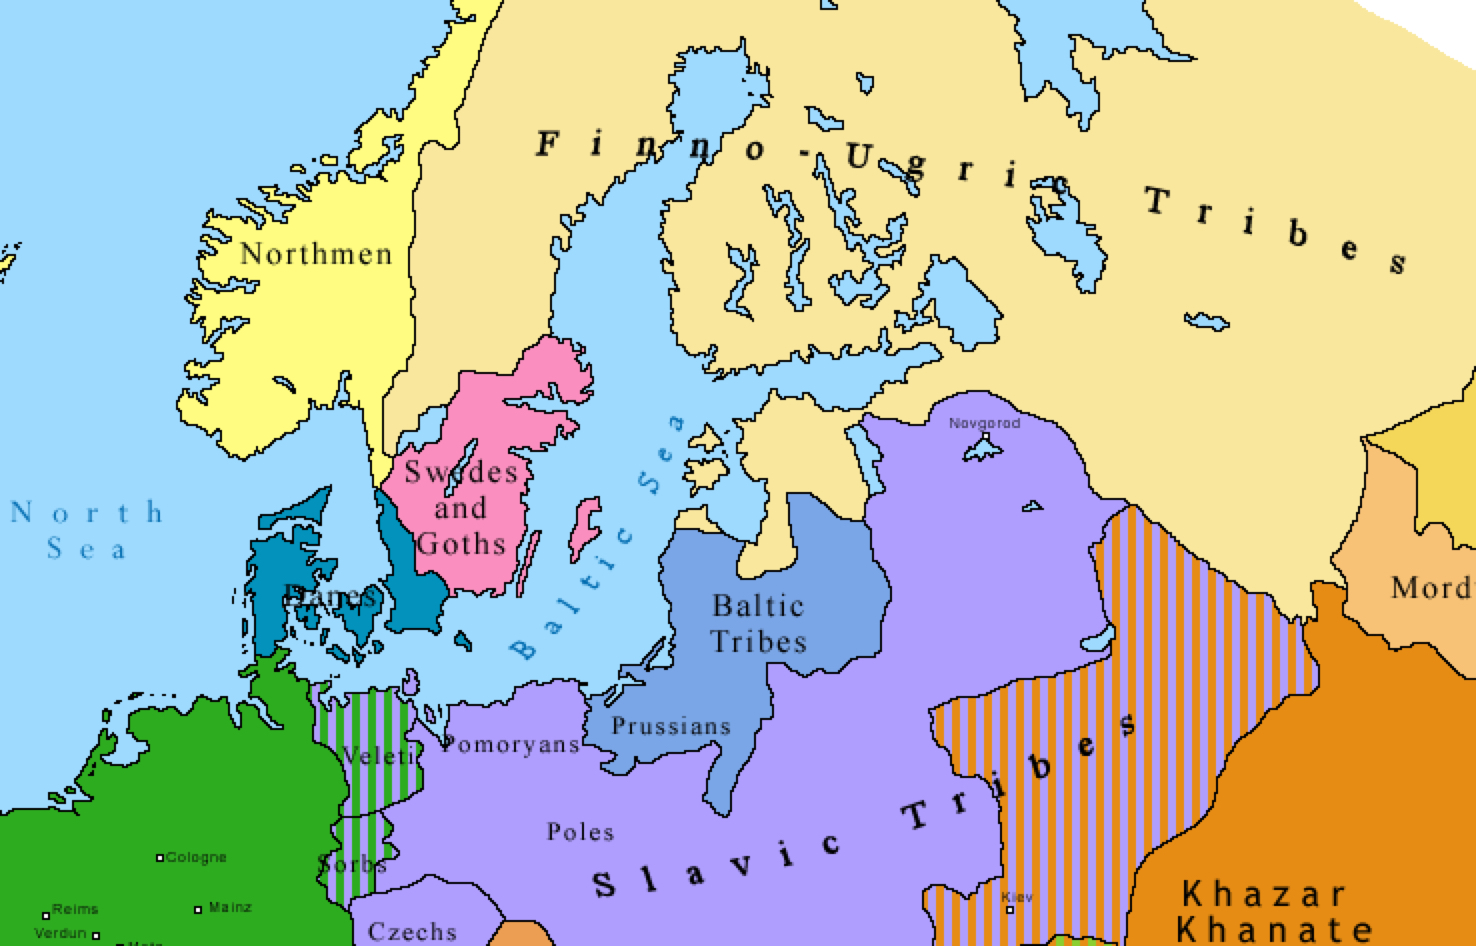 Finno-Ugric Tribes
Northmen
Novgorod
Swedes
and
Goths
North
Sea
Baltic Sea
Danes
Mord
Baltic
Tribes
Prussians
Pomoryans
Veleti
Slavic Tribes
Poles
Sorbs
Cologne
Reims
Mainz
Verdun
Czechs
Kiev
Khazar
Khanate